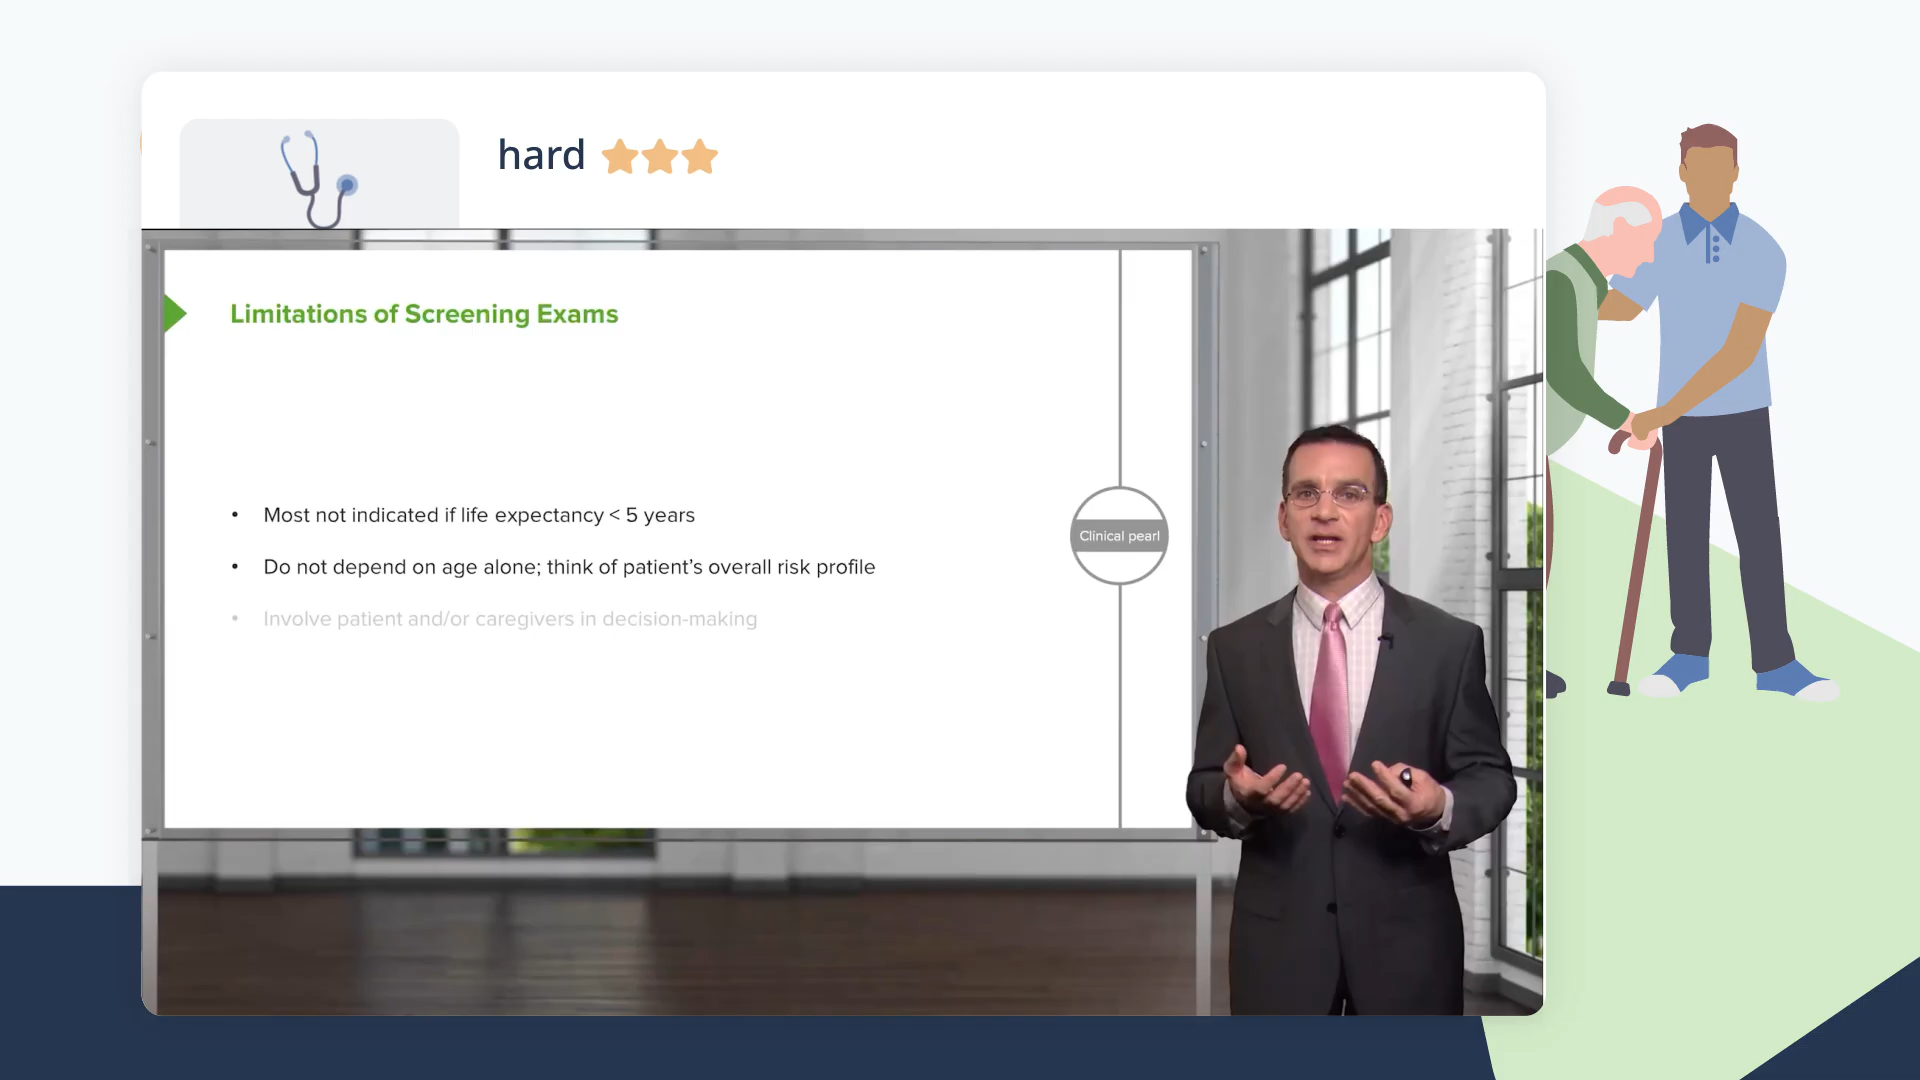 hard
Limitations of Screening Exams
• Most not indicated if life expectancy < 5 years
• Do not depend on age alone; think of patient's overall risk profile
• Involve patient and/or caregivers in decision-making
Clinical pearl